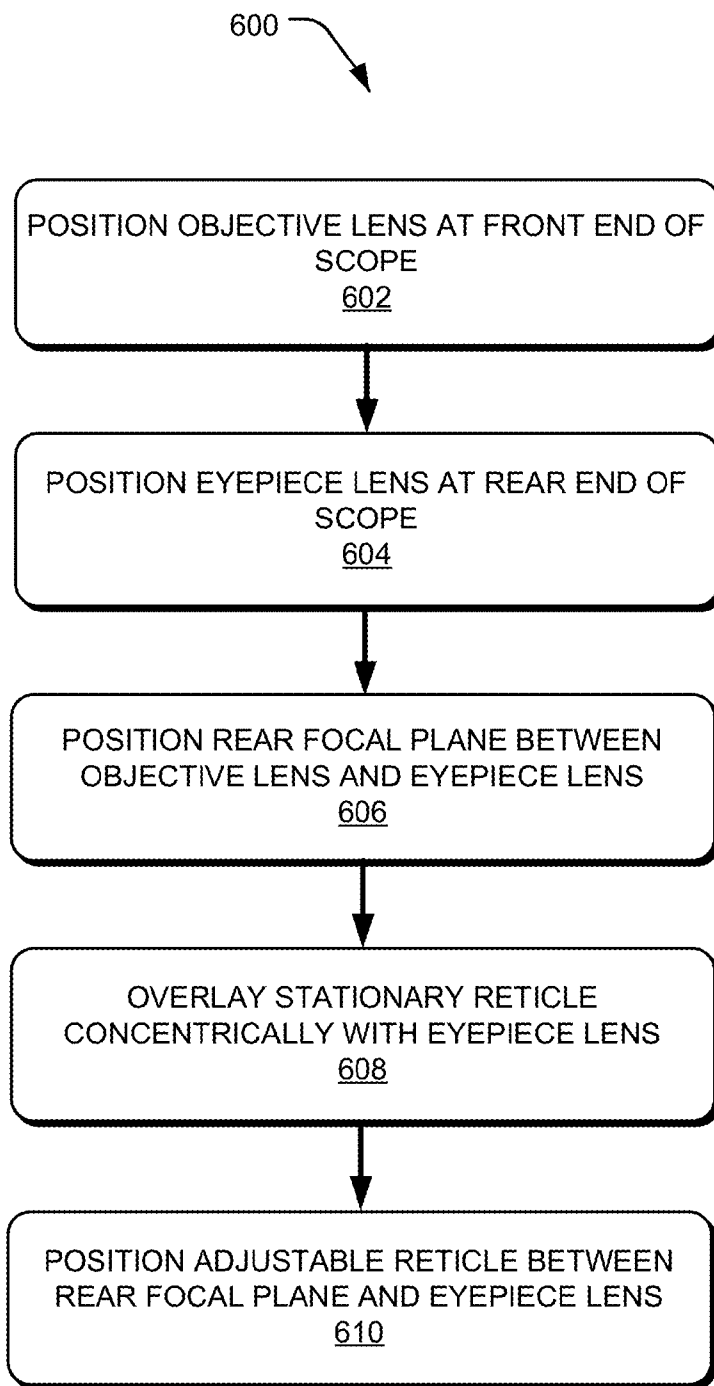 600
POSITION OBJECTIVE LENS AT FRONT END OF
SCOPE
602
POSITION EYEPIECE LENS AT REAR END OF
SCOPE
604
POSITION REAR FOCAL PLANE BETWEEN
OBJECTIVE LENS AND EYEPIECE LENS
606
OVERLAY STATIONARY RETICLE
CONCENTRICALLY WITH EYEPIECE LENS
608
POSITION ADJUSTABLE RETICLE BETWEEN
REAR FOCAL PLANE AND EYEPIECE LENS
610